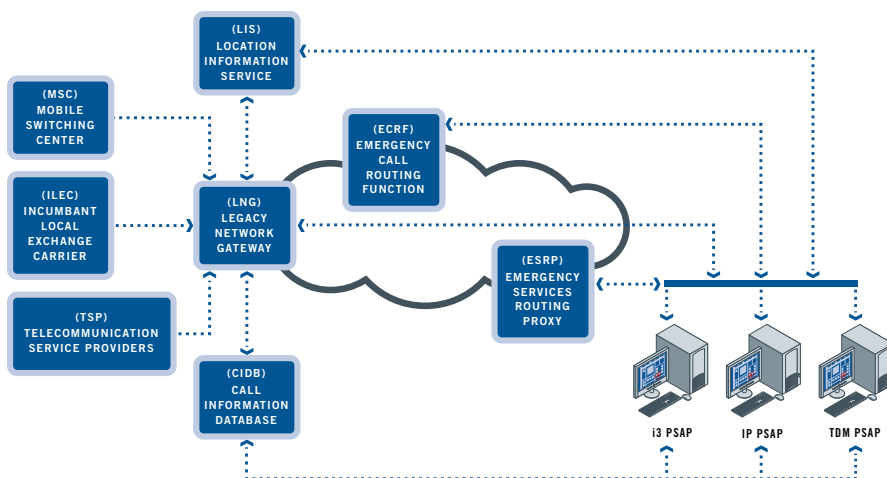 (LIS)
LOCATION
INFORMATION
SERVICE
(MSC)
MOBILE
SWITCHING
CENTER
(ECRF)
EMERGENCY
CALL
ROUTING
FUNCTION
(ILEC)
INCUMBANT
LOCAL
EXCHANGE
CARRIER
(LNG)
LEGACY
NETWORK
GATEWAY
(ESRP)
EMERGENCY
SERVICES
ROUTING
PROXY
(TSP)
TELECOMMUNICATION
SERVICE PROVIDERS
(CIDB)
CALL
INFORMATION
DATABASE
i3 PSAP
IP PSAP
TDM PSAP